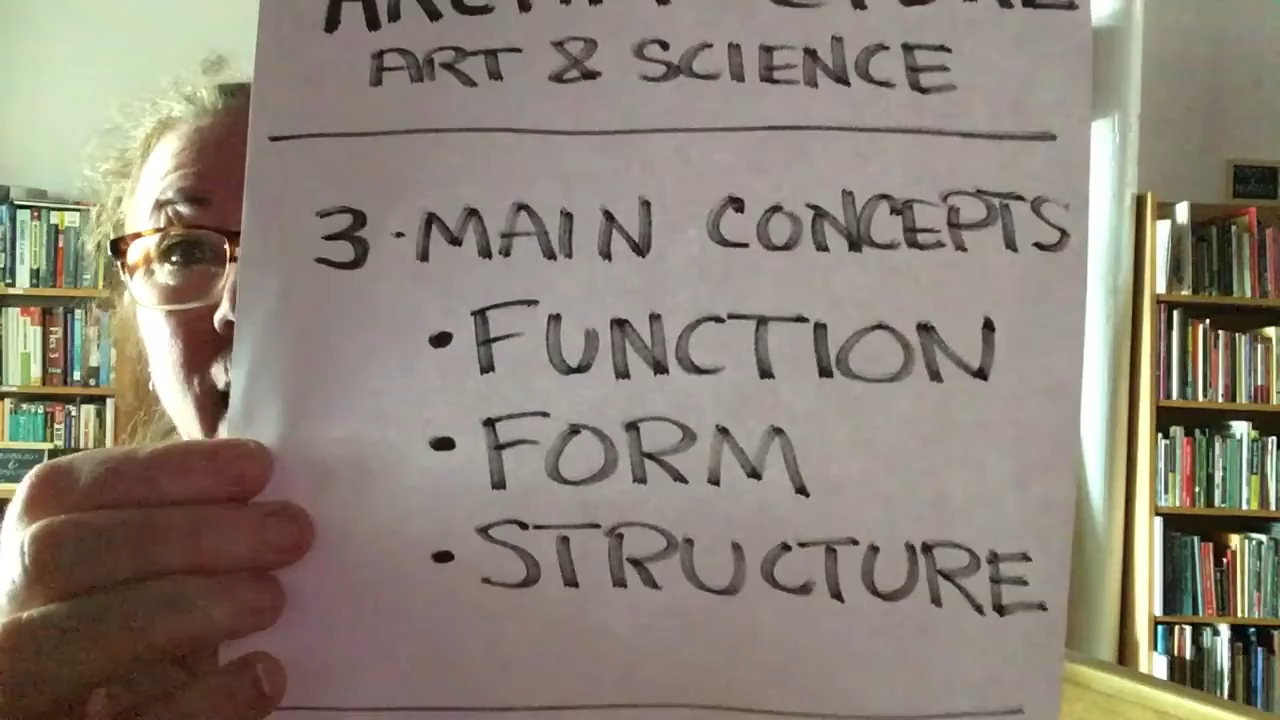 ART & SCIENCE
3 · MAIN CONCEPTS
• FUNCTION
• FORM
• STRUCTURE